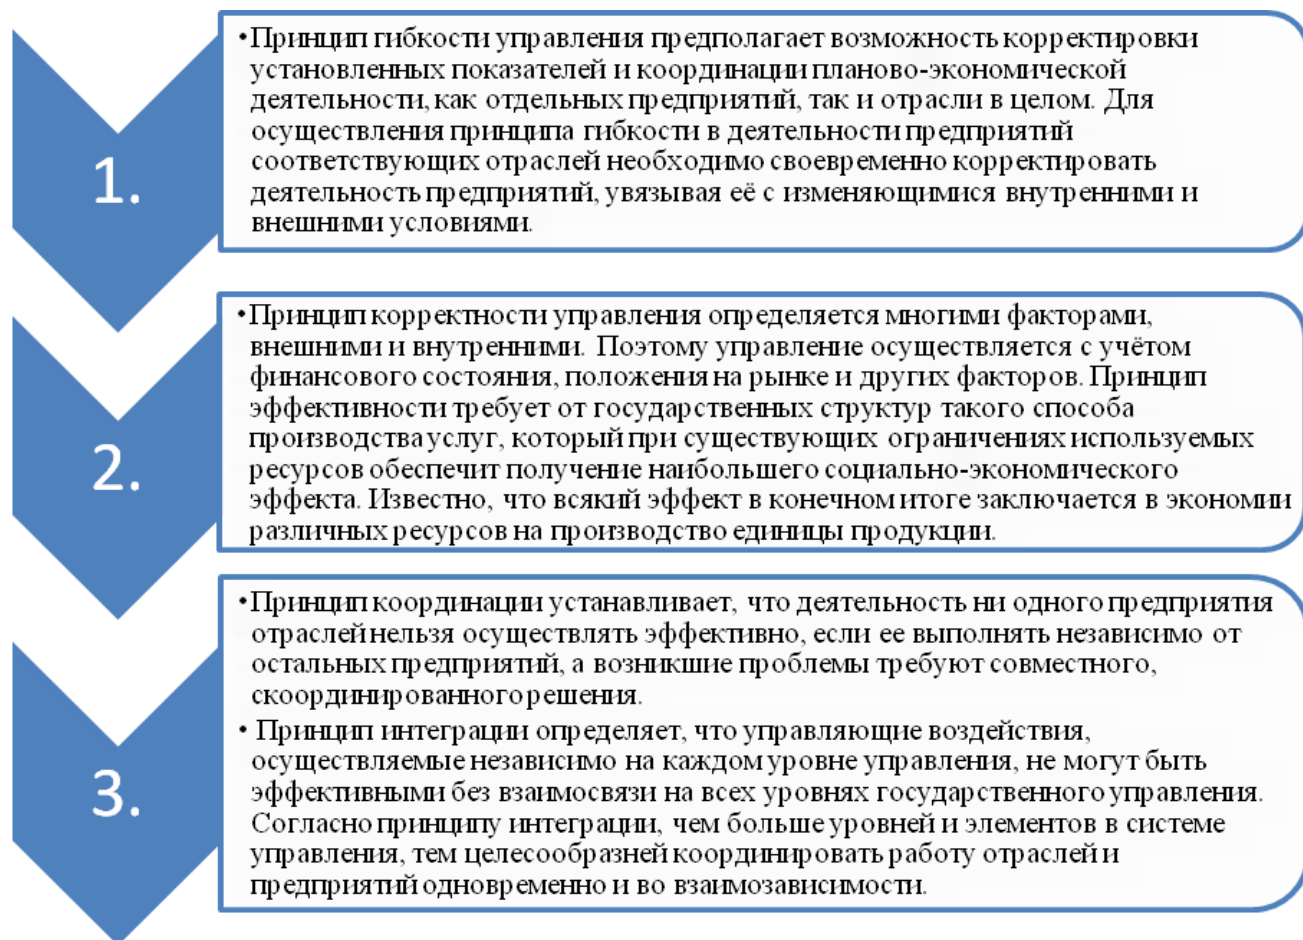 1.
•Принцип гибкости управления предполагает возможность корректировки
установленных показателей и координации планово-экономической
деятельности, как отдельных предприятий, так и отрасли в целом. Для
осуществления принципа гибкости в деятельности предприятий
соответствующих отраслей необходимо своевременно корректировать
деятельность предприятий, увязывая её с изменяющимися внутренними и
внешними условиями.
2.
•Принцип корректности управления определяется многими факторами,
внешними и внутренними. Поэтому управление осуществляется с учётом
финансового состояния, положения на рынке и других факторов. Принцип
эффективности требует от государственных структур такого способа
производства услуг, который при существующих ограничениях используемых
ресурсов обеспечит получение наибольшего социально-экономического
эффекта. Известно, что всякий эффект в конечном итоге заключается в экономии
различных ресурсов на производство единицы продукции.
3.
•Принцип координации устанавливает, что деятельность ни одного предприятия
отраслей нельзя осуществлять эффективно, если ее выполнять независимо от
остальных предприятий, а возникшие проблемы требуют совместного,
скоординированного решения.
• Принцип интеграции определяет, что управляющие воздействия,
осуществляемые независимо на каждом уровне управления, не могут быть
эффективными без взаимосвязи на всех уровнях государственного управления.
Согласно принципу интеграции, чем больше уровней и элементов в системе
управления, тем целесообразней координировать работу отраслей и
предприятий одновременно и во взаимозависимости.